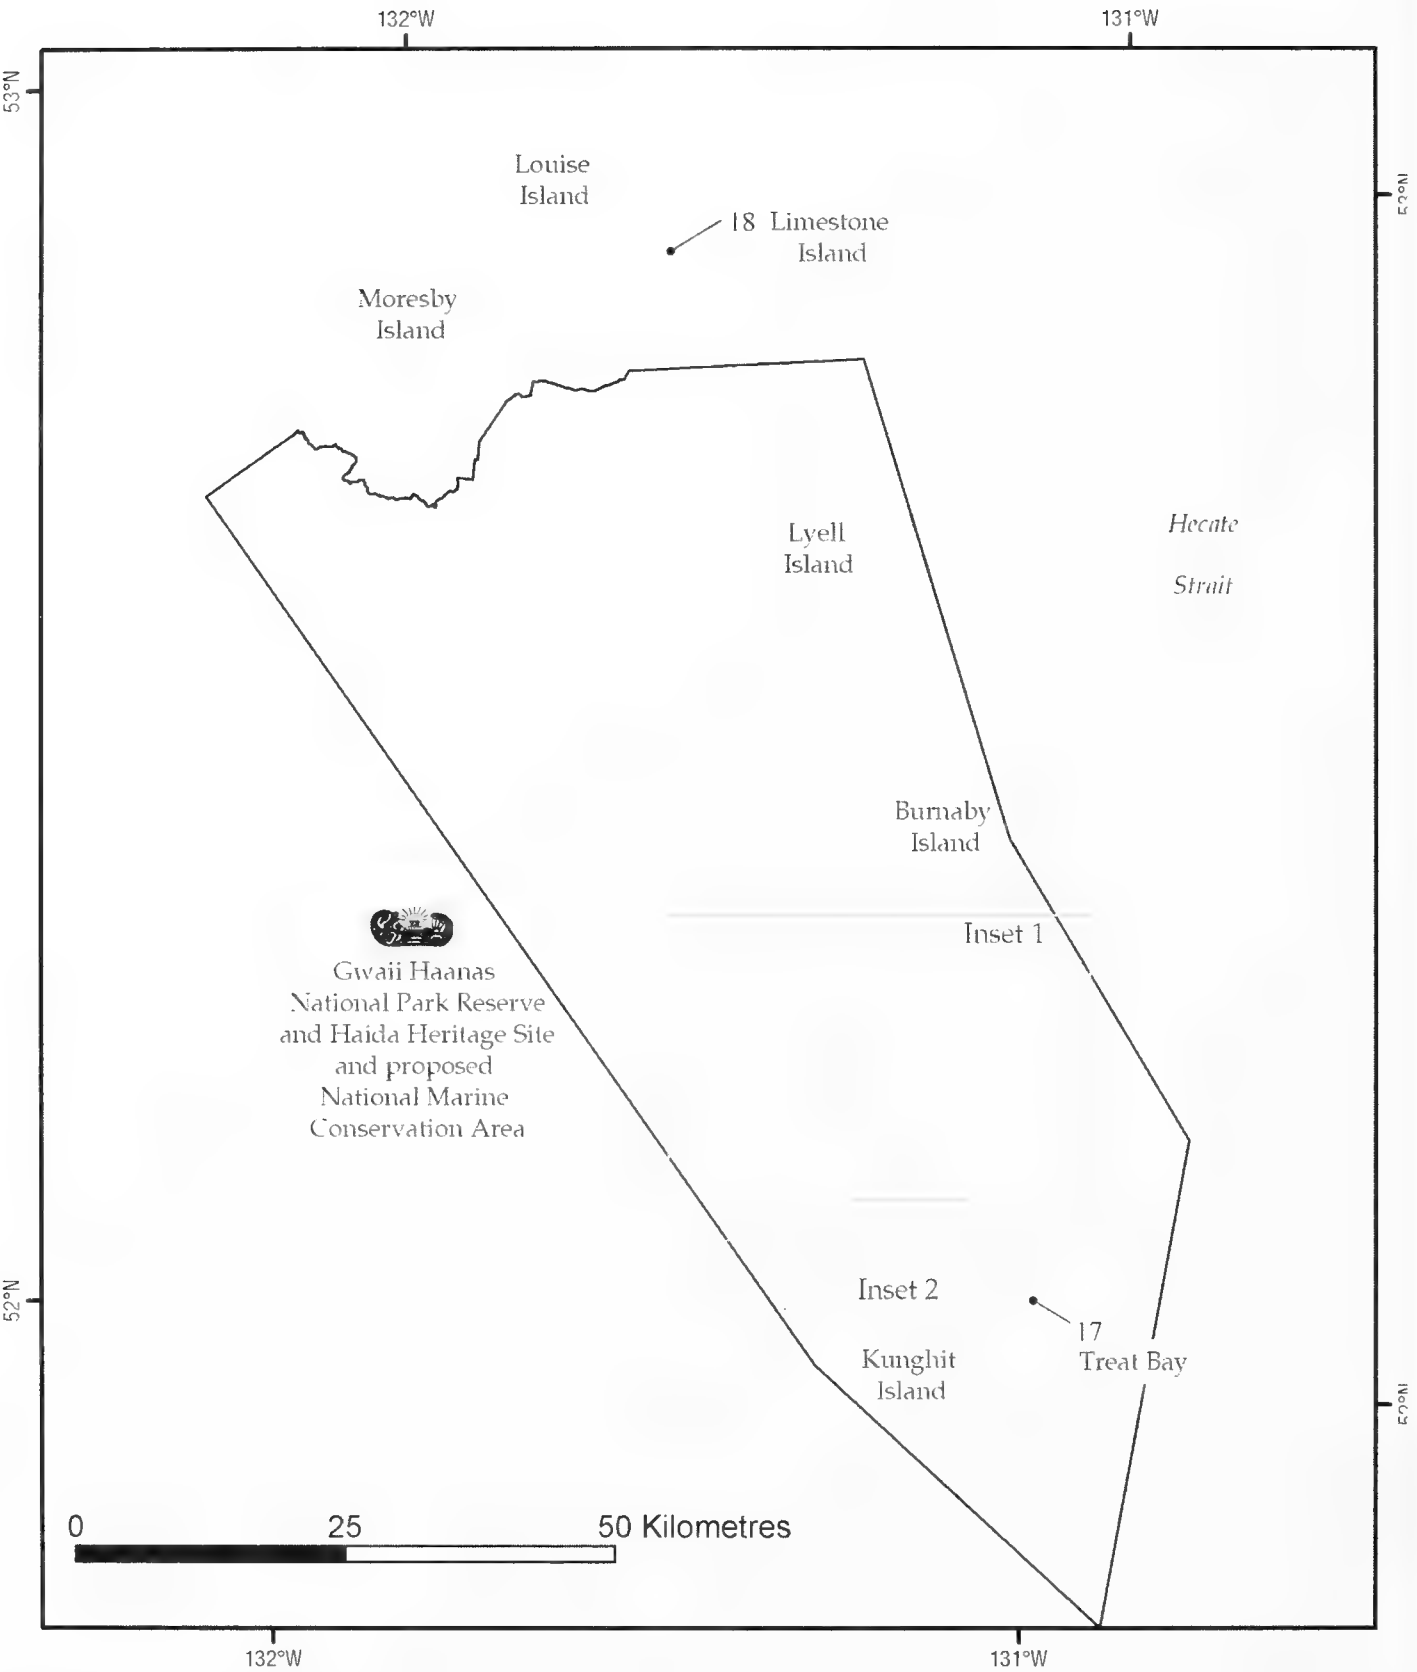 132°W
131°W
53°N
53°N
Louise
Island
18 Limestone
Island
Moresby
Island
Lyell
Island
Hecate
Strait
Burnaby
Island
Inset 1
Gwaii Haanas
National Park Reserve
and Haida Heritage Site
and proposed
National Marine
Conservation Area
52°N
Inset 2
17
Treat Bay
Kunghit
Island
52°N
0
25
50 Kilometres
132°W
131°W